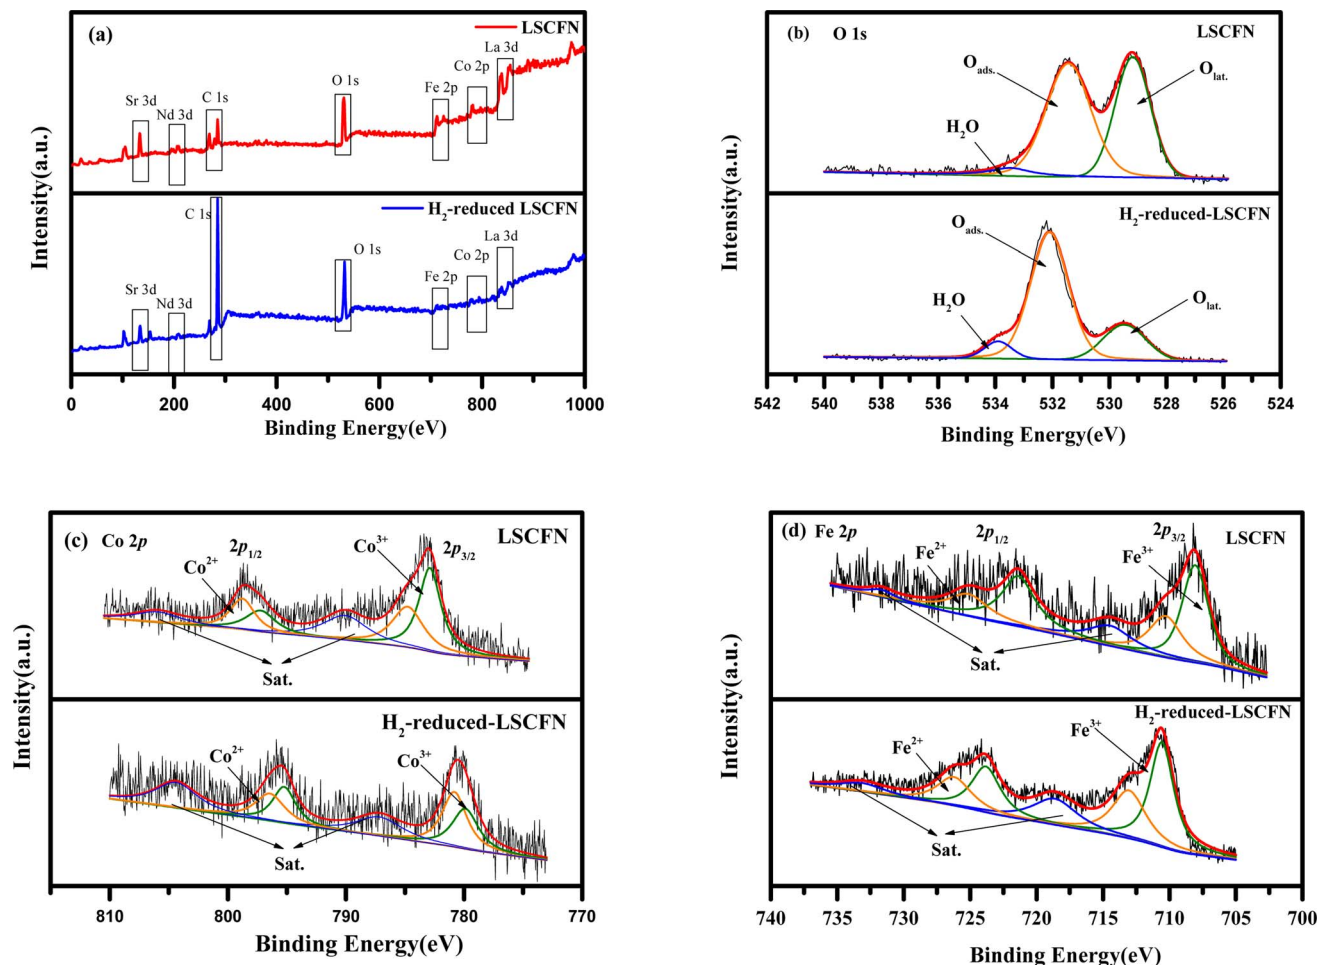 (a)
LSCFN
La 3d
Co 2p
Fe 2p
O 1s
C 1s
Sr 3d
Nd 3d
H₂-reduced LSCFN
C 1s
O 1s
La 3d
Co 2p
Fe 2p
Sr 3d
Nd 3d
Intensity(a.u.)
0 200 400 600 800 1000
Binding Energy(eV)
(b) O 1s
LSCFN
Oads.
Olat.
H₂O
H₂-reduced-LSCFN
Oads.
H₂O
Olat.
Intensity(a.u.)
542 540 538 536 534 532 530 528 526 524
Binding Energy(eV)
(c) Co 2p
LSCFN
2p1/2
Co²⁺
Co³⁺
2p3/2
Sat.
H₂-reduced-LSCFN
Co²⁺
Co³⁺
Sat.
Intensity(a.u.)
810 800 790 780 770
Binding Energy(eV)
(d) Fe 2p
LSCFN
2p1/2
2p3/2
Fe²⁺
Fe³⁺
Sat.
H₂-reduced-LSCFN
Fe²⁺
Fe³⁺
Sat.
Intensity(a.u.)
740 735 730 725 720 715 710 705 700
Binding Energy(eV)